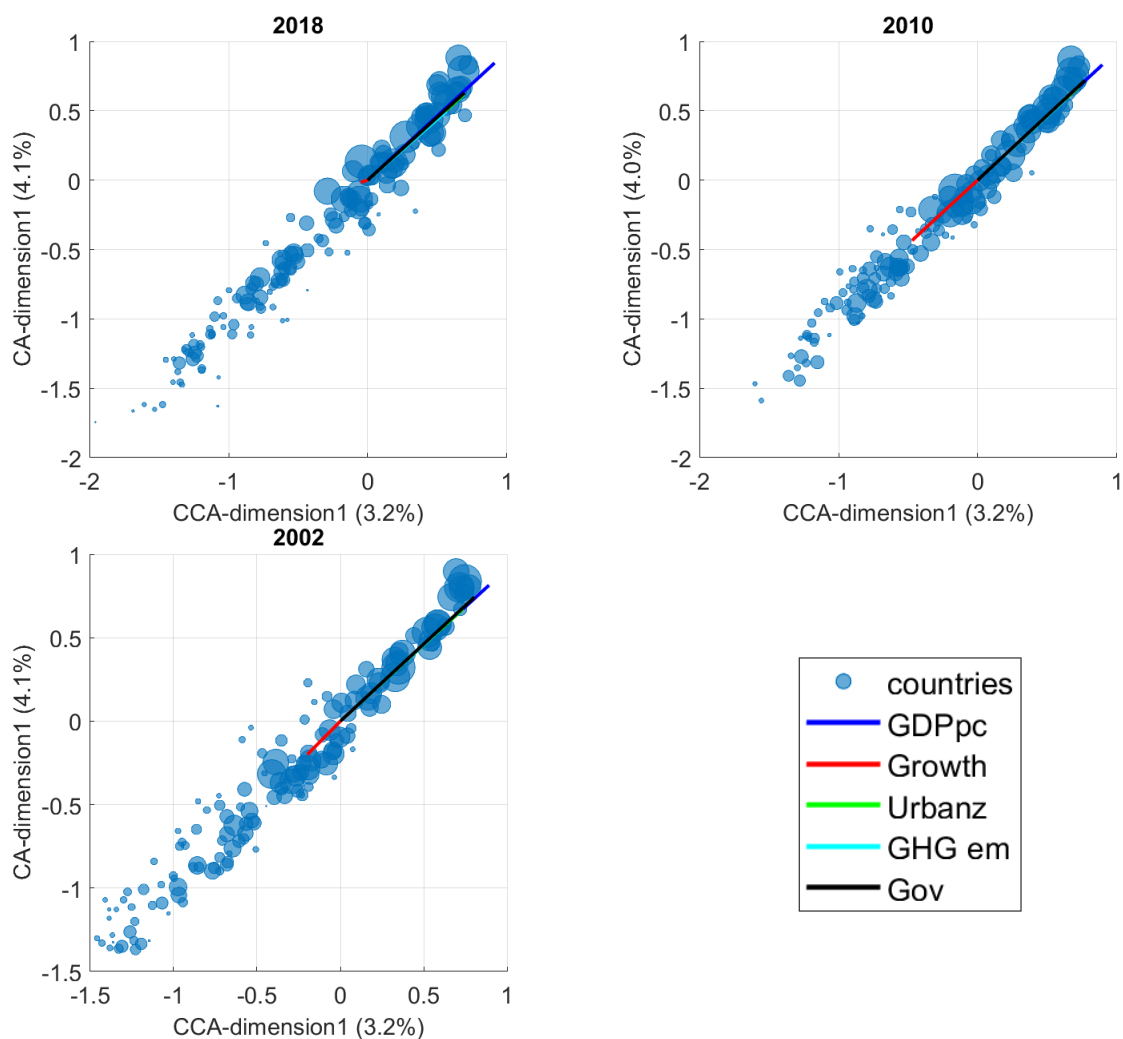 2018
1
0.5
0
-0.5
-1
-1.5
-2
CA-dimension1 (4.1%)
-2 -1 0 1
CCA-dimension1 (3.2%)
2010
1
0.5
0
-0.5
-1
-1.5
-2
CA-dimension1 (4.0%)
-2 -1 0 1
CCA-dimension1 (3.2%)
2002
1
0.5
0
-0.5
-1
-1.5
CA-dimension1 (4.1%)
-1.5 -1 -0.5 0 0.5 1
CCA-dimension1 (3.2%)
countries
GDPpc
Growth
Urbanz
GHG em
Gov